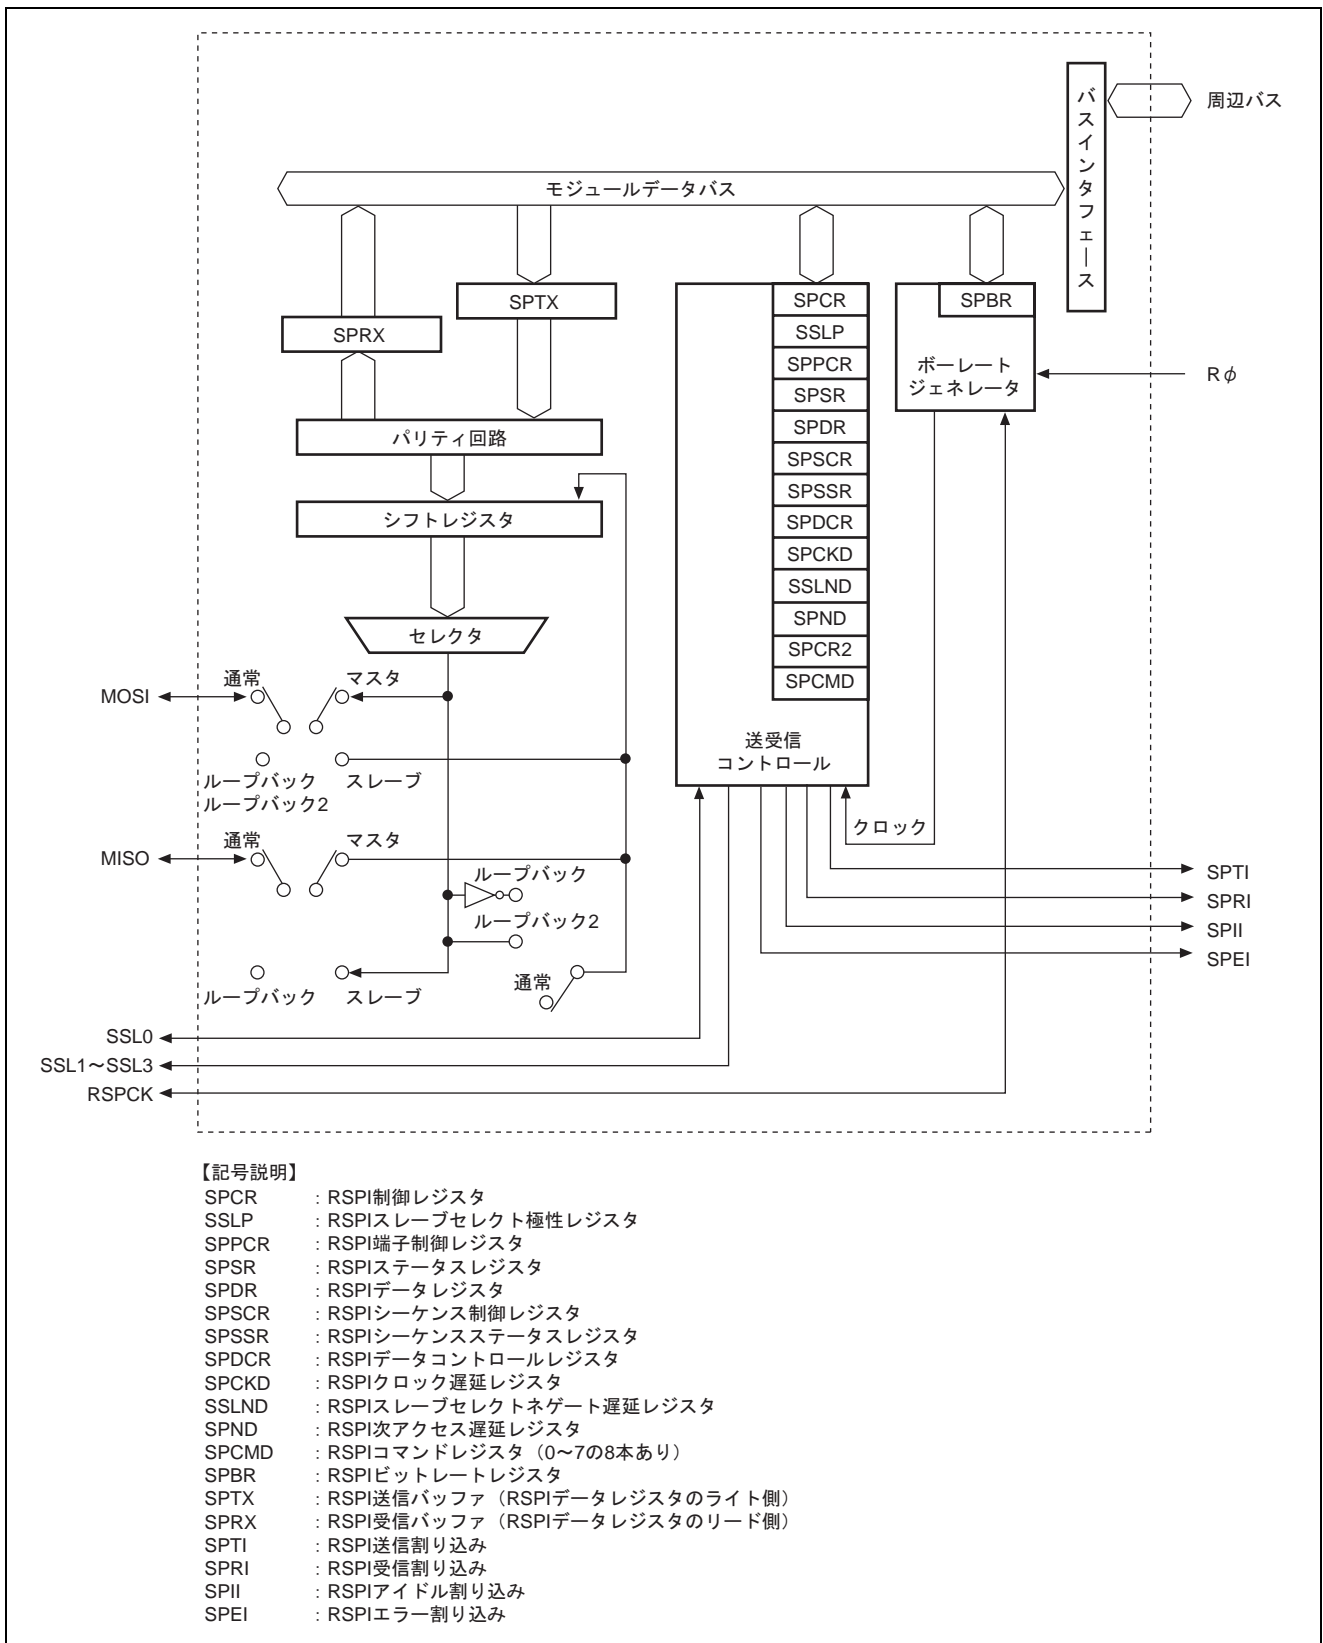 バスインタフェース
周辺バス
モジュールデータバス
SPTX
SPRX
パリティ回路
シフトレジスタ
セレクタ
SPCR
SSLP
SPPCR
SPSR
SPDR
SPSCR
SPSSR
SPDCR
SPCKD
SSLND
SPND
SPCR2
SPCMD
送受信
コントロール
SPBR
ボーレート
ジェネレータ
Rφ
クロック
MOSI
通常
マスタ
ループバック
ループバック2
スレーブ
MISO
通常
マスタ
ループバック
ループバック2
通常
ループバック
スレーブ
SSL0
SSL1～SSL3
RSPCK
SPTI
SPRI
SPII
SPEI
【記号説明】
SPCR : RSPI制御レジスタ
SSLP : RSPIスレーブセレクト極性レジスタ
SPPCR : RSPI端子制御レジスタ
SPSR : RSPIステータスレジスタ
SPDR : RSPIデータレジスタ
SPSCR : RSPIシーケンス制御レジスタ
SPSSR : RSPIシーケンスステータスレジスタ
SPDCR : RSPIデータコントロールレジスタ
SPCKD : RSPIクロック遅延レジスタ
SSLND : RSPIスレーブセレクトネゲート遅延レジスタ
SPND : RSPI次アクセス遅延レジスタ
SPCMD : RSPIコマンドレジスタ（0～7の8本あり）
SPBR : RSPIビットレートレジスタ
SPTX : RSPI送信バッファ（RSPIデータレジスタのライト側）
SPRX : RSPI受信バッファ（RSPIデータレジスタのリード側）
SPTI : RSPI送信割り込み
SPRI : RSPI受信割り込み
SPII : RSPIアイドル割り込み
SPEI : RSPIエラー割り込み